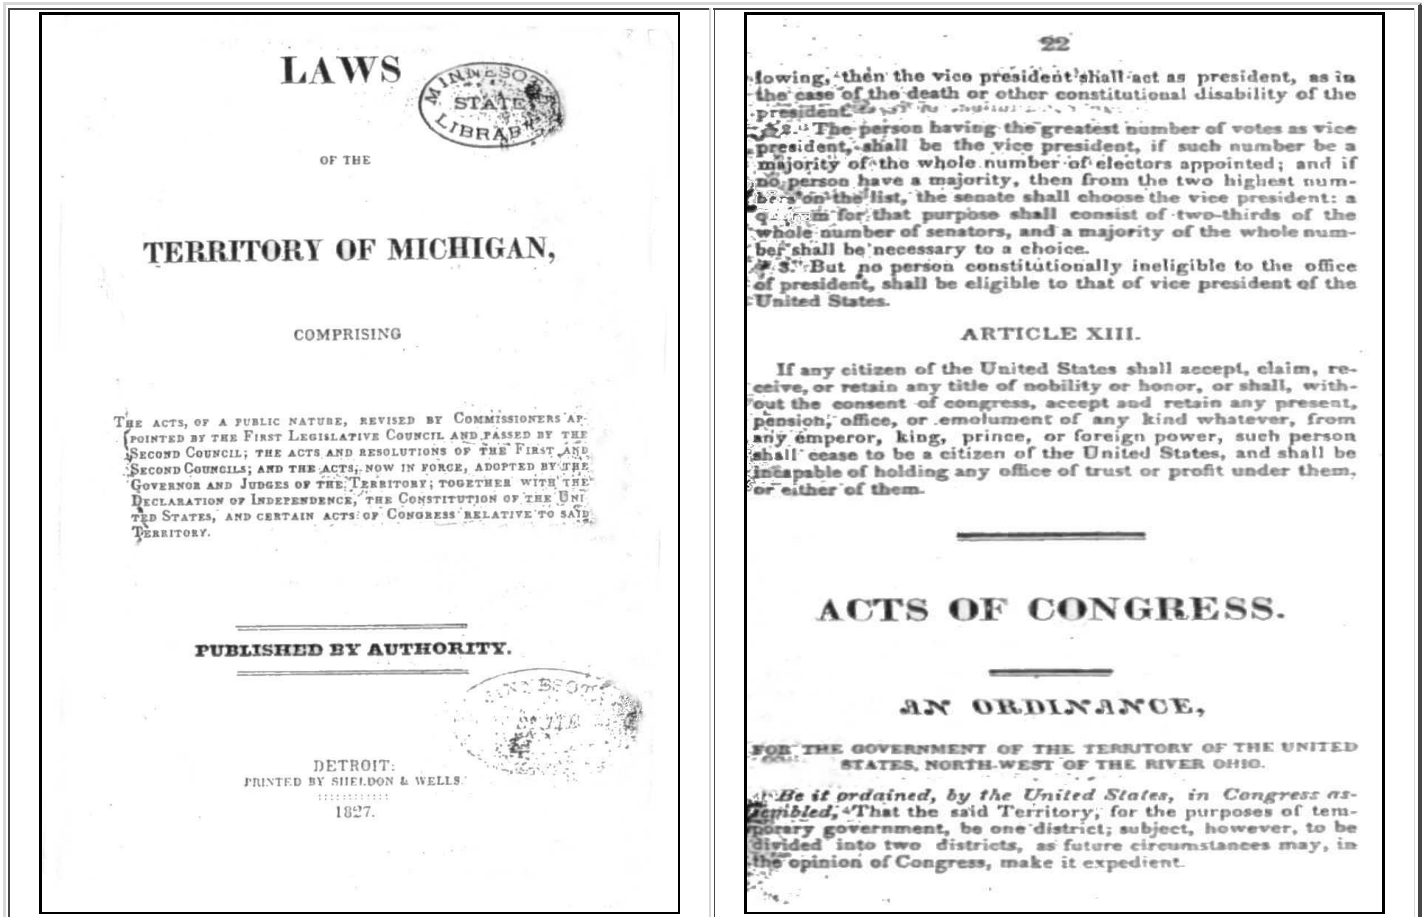 LAWS
MINNESOTA
STATE
LIBRARY
OF THE
TERRITORY OF MICHIGAN,
COMPRISING
THE ACTS, OF A PUBLIC NATURE, REVISED BY COMMISSIONERS AP-
POINTED BY THE FIRST LEGISLATIVE COUNCIL AND PASSED BY THE
SECOND COUNCIL; THE ACTS AND RESOLUTIONS OF THE FIRST AND
SECOND COUNCILS; AND THE ACTS, NOW IN FORCE, ADOPTED BY THE
GOVERNOR AND JUDGES OF THE TERRITORY; TOGETHER WITH THE
DECLARATION OF INDEPENDENCE, THE CONSTITUTION OF THE UNI
TED STATES, AND CERTAIN ACTS OF CONGRESS RELATIVE TO SAID
TERRITORY.
PUBLISHED BY AUTHORITY.
DETROIT:
PRINTED BY SHELDON & WELLS.
1827.
22
lowing, then the vice president shall act as president, as in
the case of the death or other constitutional disability of the
president.
2. The person having the greatest number of votes as vice
president, shall be the vice president, if such number be a
majority of the whole number of electors appointed; and if
no person have a majority, then from the two highest num-
bers on the list, the senate shall choose the vice president: a
for that purpose shall consist of two-thirds of the
whole number of senators, and a majority of the whole num-
ber shall be necessary to a choice.
3. But no person constitutionally ineligible to the office
of president, shall be eligible to that of vice president of the
United States.
ARTICLE XIII.
If any citizen of the United States shall accept, claim, re-
ceive, or retain any title of nobility or honor, or shall, with-
out the consent of congress, accept and retain any present,
pension, office, or emolument of any kind whatever, from
any emperor, king, prince, or foreign power, such person
shall cease to be a citizen of the United States, and shall be
incapable of holding any office of trust or profit under them,
or either of them.
ACTS OF CONGRESS.
AN ORDINANCE,
FOR THE GOVERNMENT OF THE TERRITORY OF THE UNITED
STATES, NORTH-WEST OF THE RIVER OHIO.
Be it ordained, by the United States, in Congress as-
sembled, That the said Territory, for the purposes of tem-
porary government, be one district; subject, however, to be
divided into two districts, as future circumstances may, in
the opinion of Congress, make it expedient.